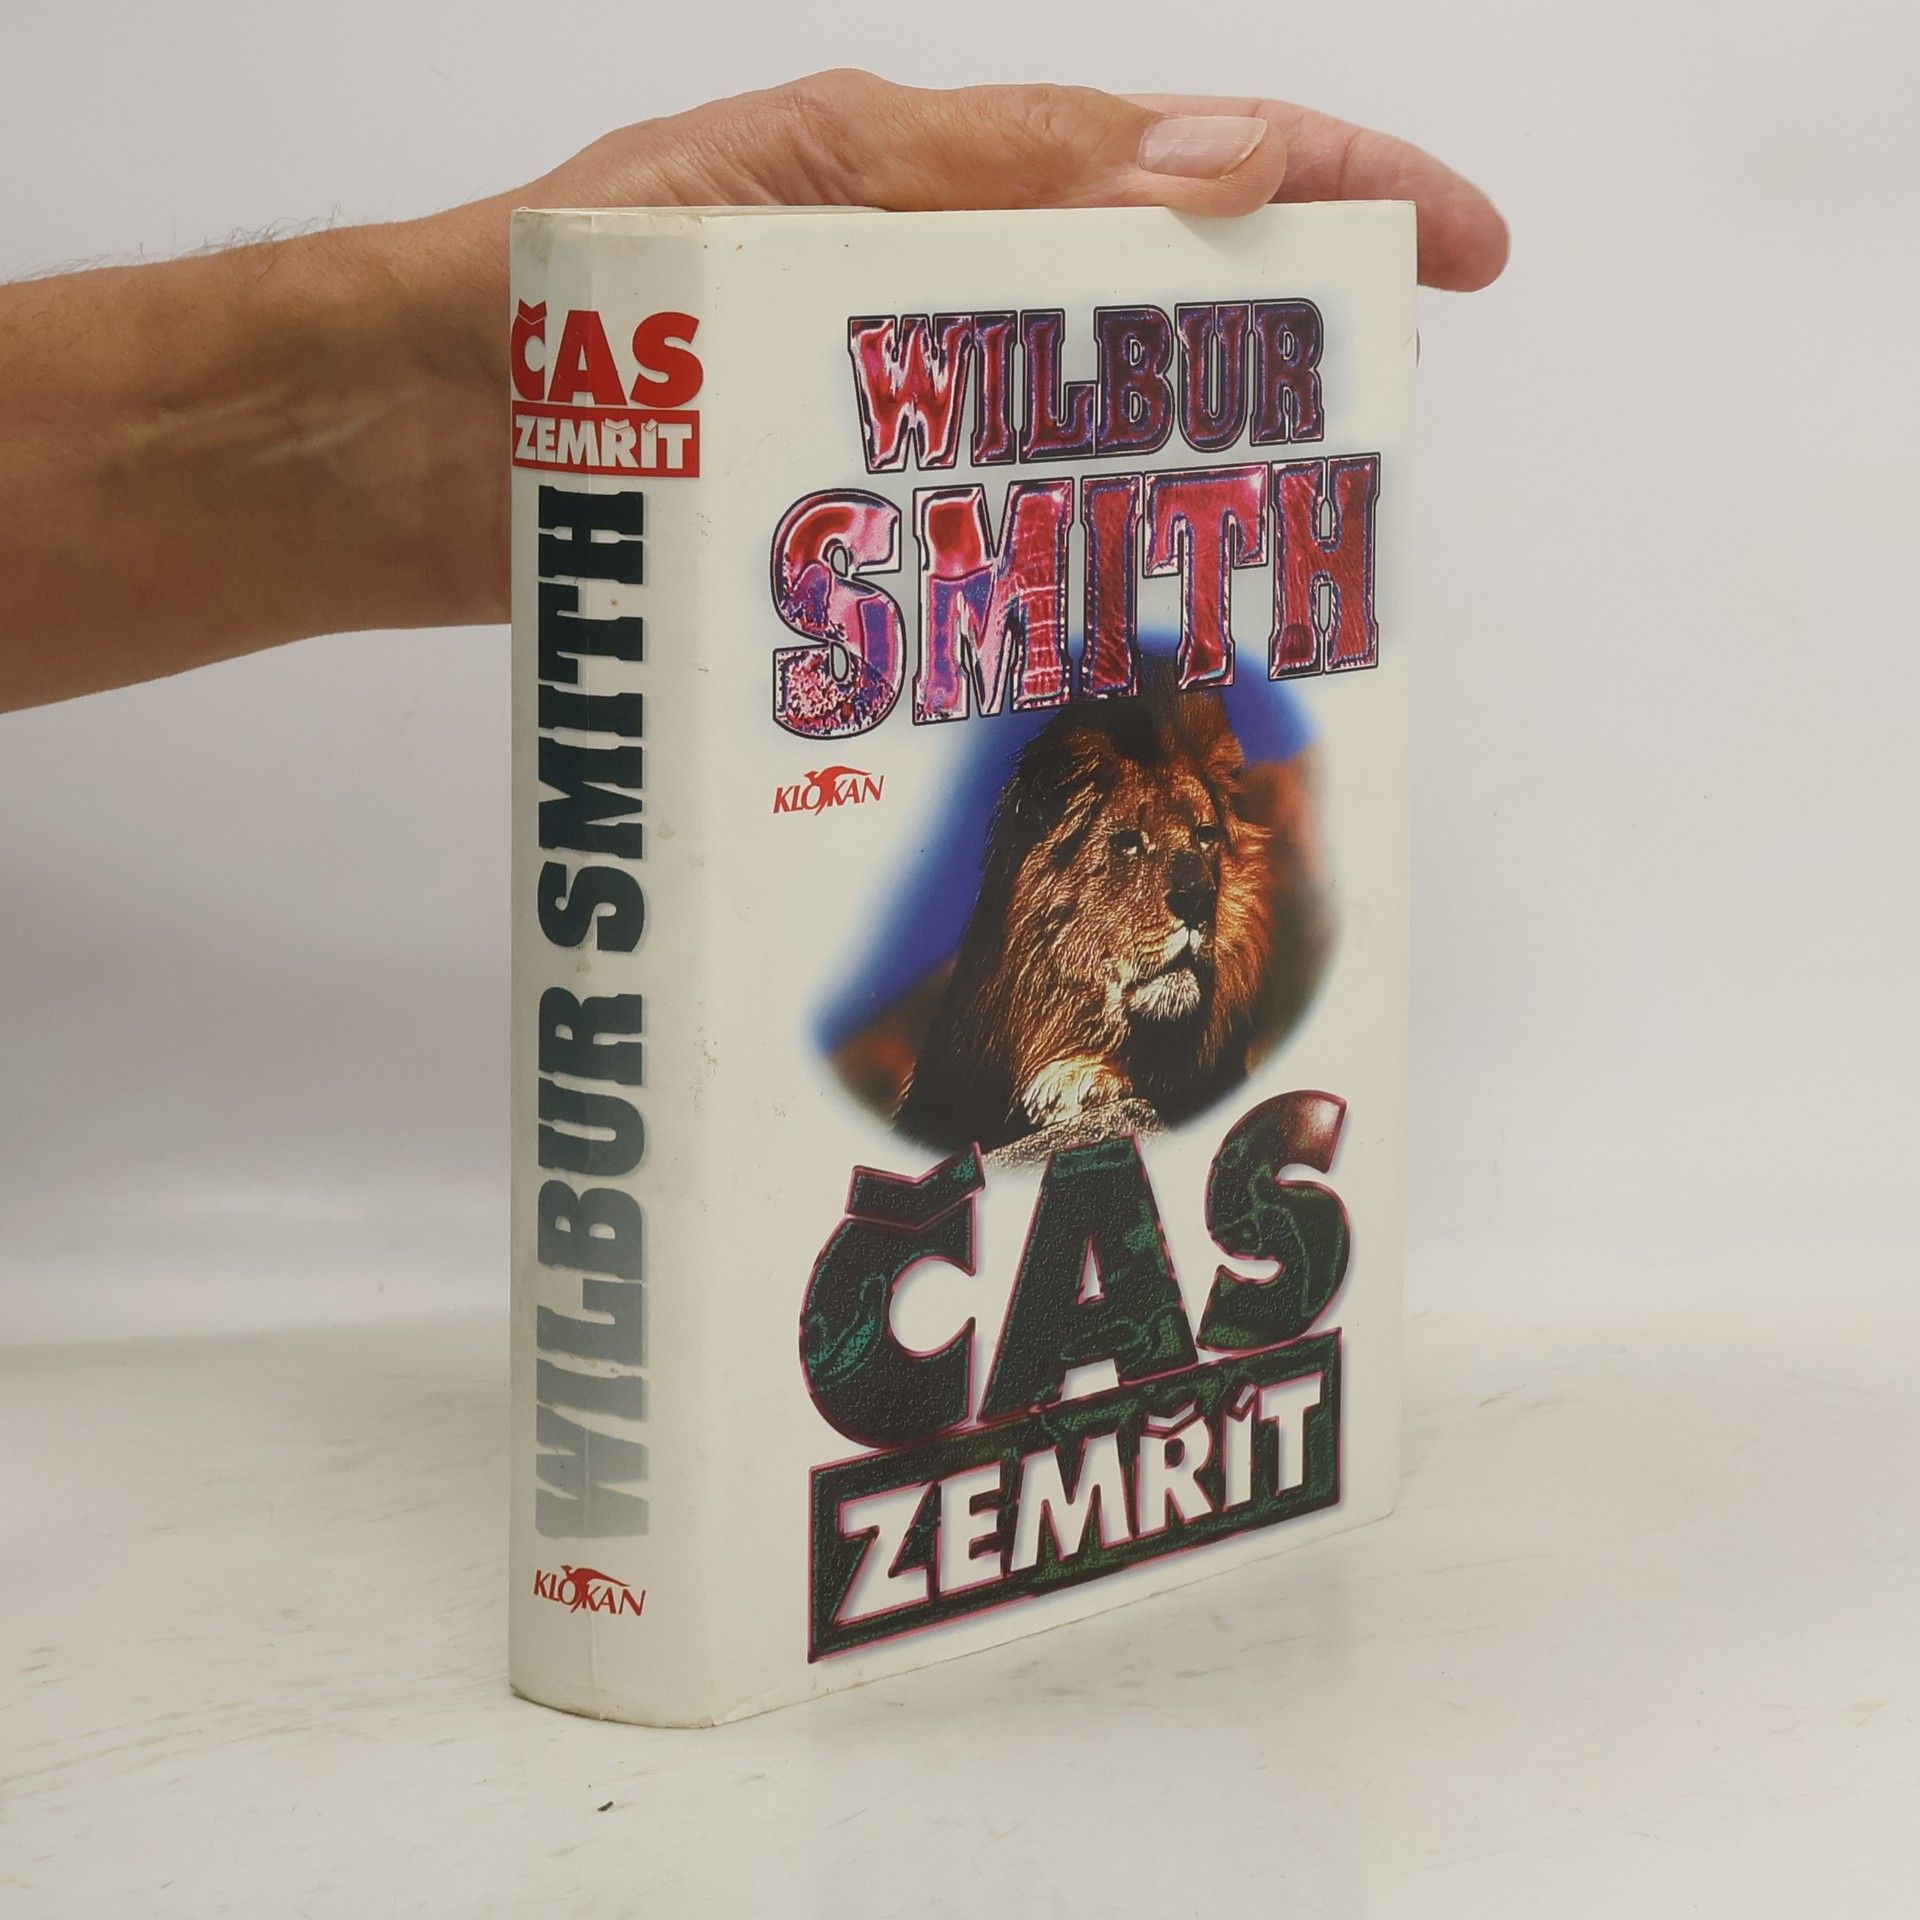 ČAS
ZEMŘÍT
WILBUR SMITH
KLOKAN
WILBUR
SMITH
KLOKAN
ČAS
ZEMŘÍT